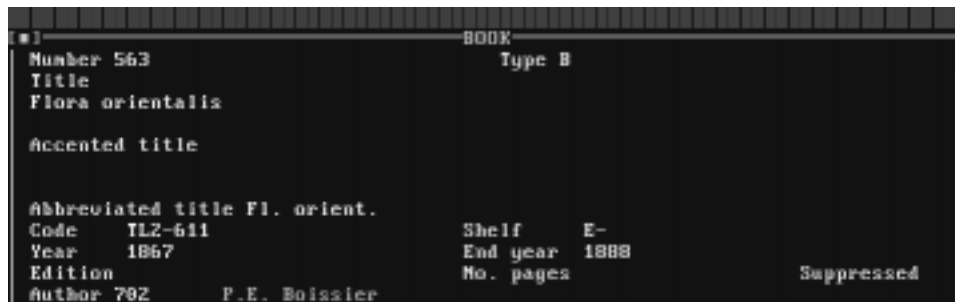 [■] BOOK
Number 563 Type B
Title
Flora orientalis
Accented title
Abbreviated title Fl. orient.
Code TL2-611 Shelf E-
Year 1867 End year 1888
Edition No. pages Suppressed
Author 702 P.E. Boissier